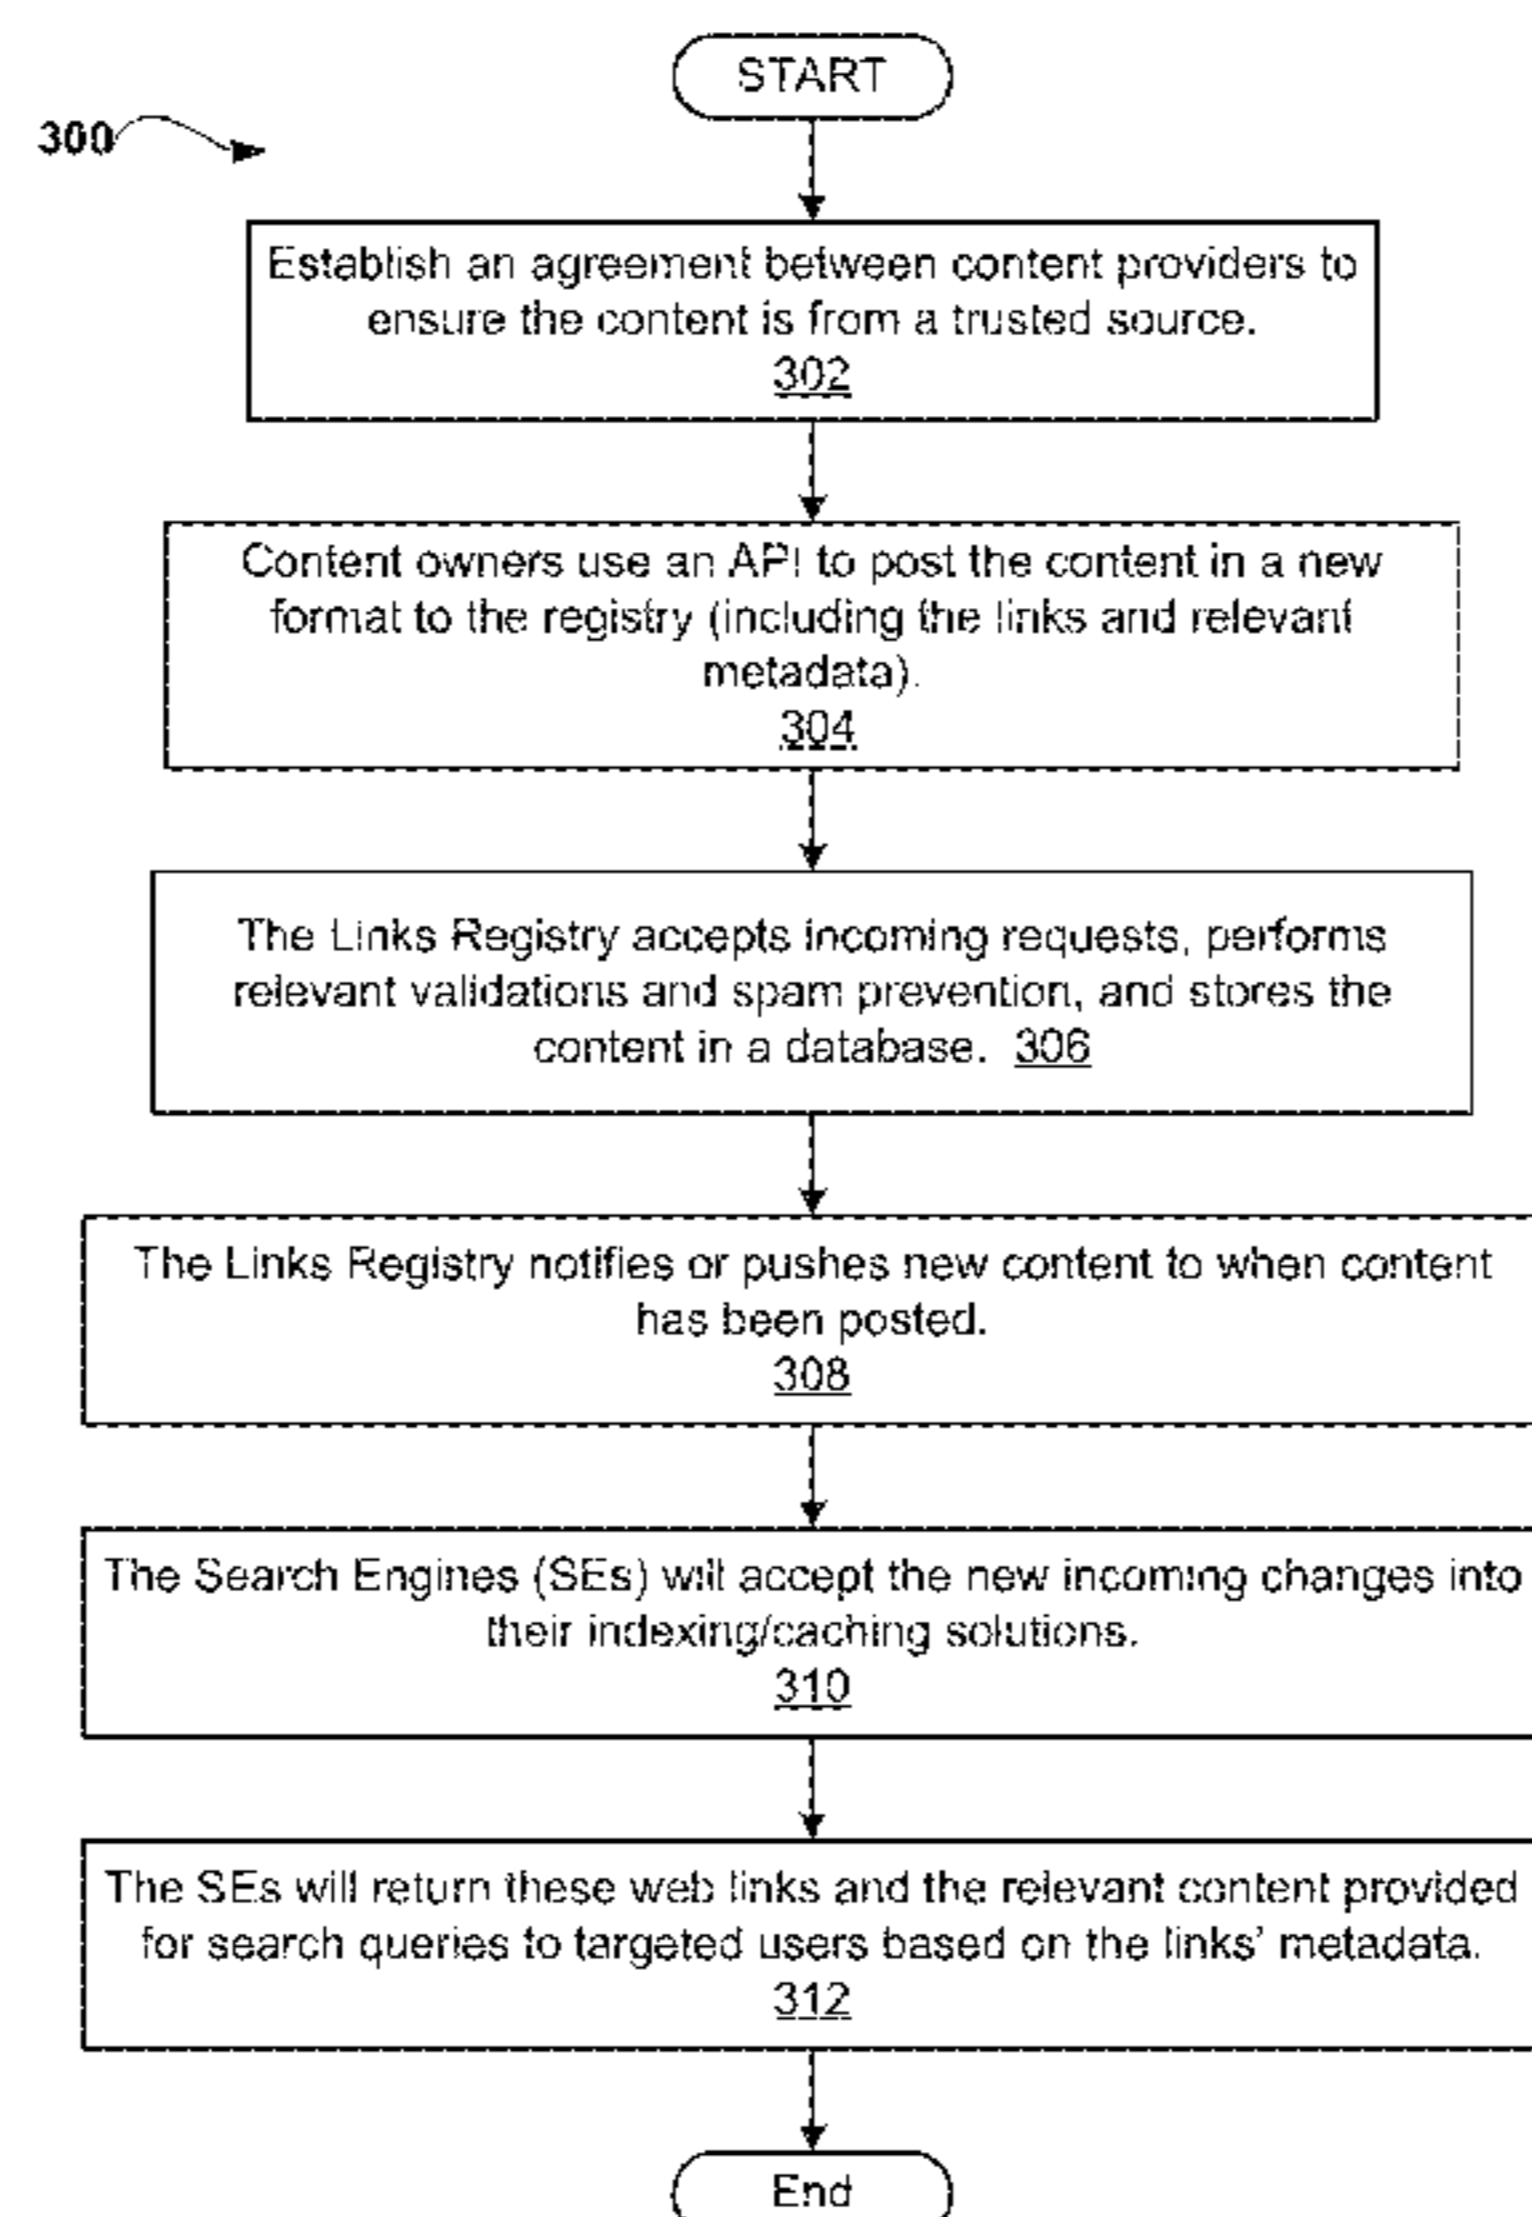 START
300
Establish an agreement between content providers to
ensure the content is from a trusted source.
302
Content owners use an API to post the content in a new
format to the registry (including the links and relevant
metadata).
304
The Links Registry accepts incoming requests, performs
relevant validations and spam prevention, and stores the
content in a database. 306
The Links Registry notifies or pushes new content to when content
has been posted.
308
The Search Engines (SEs) will accept the new incoming changes into
their indexing/caching solutions.
310
The SEs will return these web links and the relevant content provided
for search queries to targeted users based on the links' metadata.
312
End